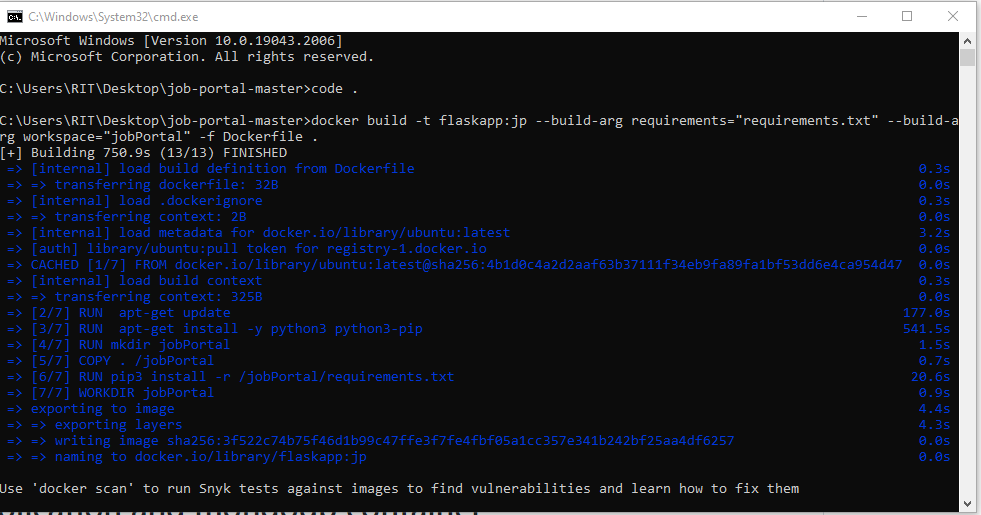 C:\Windows\System32\cmd.exe
Microsoft Windows [Version 10.0.19043.2006]
(c) Microsoft Corporation. All rights reserved.
C:\Users\RIT\Desktop\job-portal-master>code .
C:\Users\RIT\Desktop\job-portal-master>docker build -t flaskapp:jp --build-arg requirements="requirements.txt" --build-a
rg workspace="jobPortal" -f Dockerfile .
[+] Building 750.9s (13/13) FINISHED
=> [internal] load build definition from Dockerfile 0.3s
=> => transferring dockerfile: 32B 0.0s
=> [internal] load .dockerignore 0.3s
=> => transferring context: 2B 0.0s
=> [internal] load metadata for docker.io/library/ubuntu:latest 3.2s
=> [auth] library/ubuntu:pull token for registry-1.docker.io 0.0s
=> CACHED [1/7] FROM docker.io/library/ubuntu:latest@sha256:4b1d0c4a2d2aaf63b37111f34eb9fa89fa1bf53dd6e4ca954d47 0.0s
=> [internal] load build context 0.3s
=> => transferring context: 325B 0.0s
=> [2/7] RUN  apt-get update 177.0s
=> [3/7] RUN  apt-get install -y python3 python3-pip 541.5s
=> [4/7] RUN mkdir jobPortal 1.5s
=> [5/7] COPY . /jobPortal 0.7s
=> [6/7] RUN pip3 install -r /jobPortal/requirements.txt 20.6s
=> [7/7] WORKDIR jobPortal 0.9s
=> exporting to image 4.4s
=> => exporting layers 4.3s
=> => writing image sha256:3f522c74b75f46d1b99c47ffe3f7fe4fbf05a1cc357e341b242bf25aa4df6257 0.0s
=> => naming to docker.io/library/flaskapp:jp 0.0s
Use 'docker scan' to run Snyk tests against images to find vulnerabilities and learn how to fix them